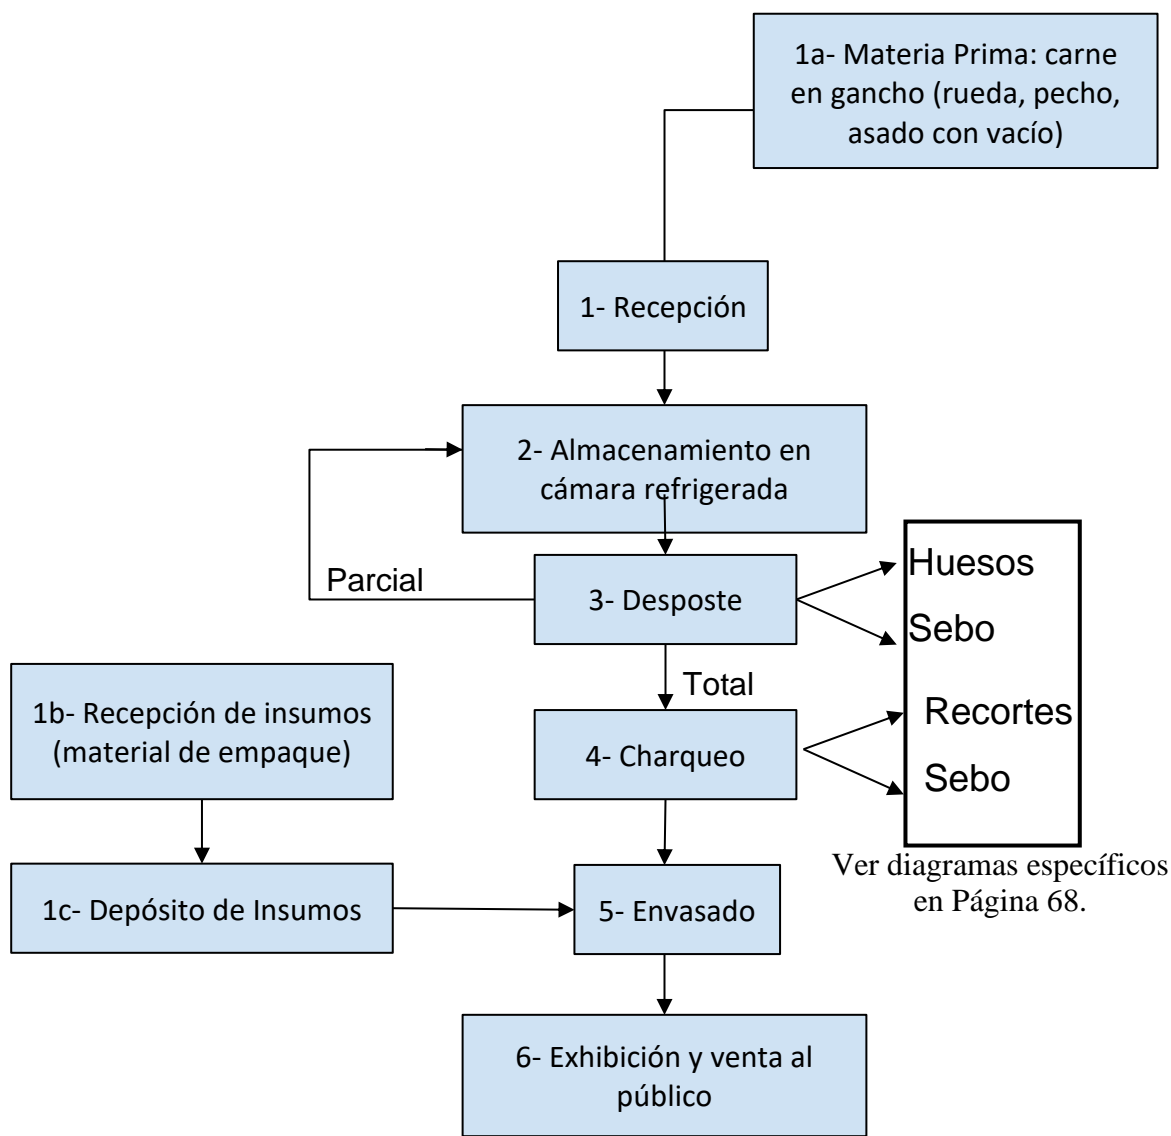 1a- Materia Prima: carne
en gancho (rueda, pecho,
asado con vacío)
1- Recepción
2- Almacenamiento en
cámara refrigerada
Parcial
3- Desposte
Huesos
Sebo
Total
1b- Recepción de insumos
(material de empaque)
4- Charqueo
Recortes
Sebo
Ver diagramas específicos
en Página 68.
1c- Depósito de Insumos
5- Envasado
6- Exhibición y venta al
público